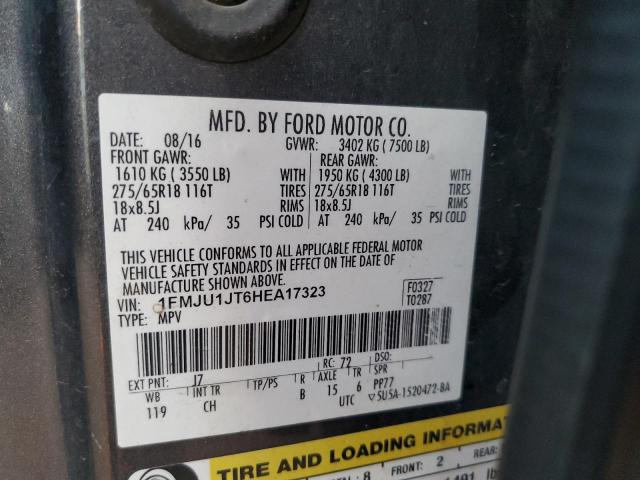 MFD. BY FORD MOTOR CO.
DATE: 08/16 GVWR: 3402 KG ( 7500 LB)
FRONT GAWR: REAR GAWR:
1610 KG ( 3550 LB) WITH 1950 KG ( 4300 LB) WITH
275/65R18 116T TIRES 275/65R18 116T TIRES
18x8.5J RIMS 18x8.5J RIMS
AT 240 kPa/ 35 PSI COLD AT 240 kPa/ 35 PSI COLD
THIS VEHICLE CONFORMS TO ALL APPLICABLE FEDERAL MOTOR
VEHICLE SAFETY STANDARDS IN EFFECT ON THE DATE OF
MANUFACTURE SHOWN ABOVE.
VIN: 1FMJU1JT6HEA17323 F0327
TYPE: MPV T0287
EXT PNT: J7 RC: 72 DSO:
WB INT TR TP/PS R AXLE TR SPR
119 CH B 15 6 PP77
UTC ▽5U5A-1520472-BA
TIRE AND LOADING INFORMAT
: 8 FRONT: 2 REAR: